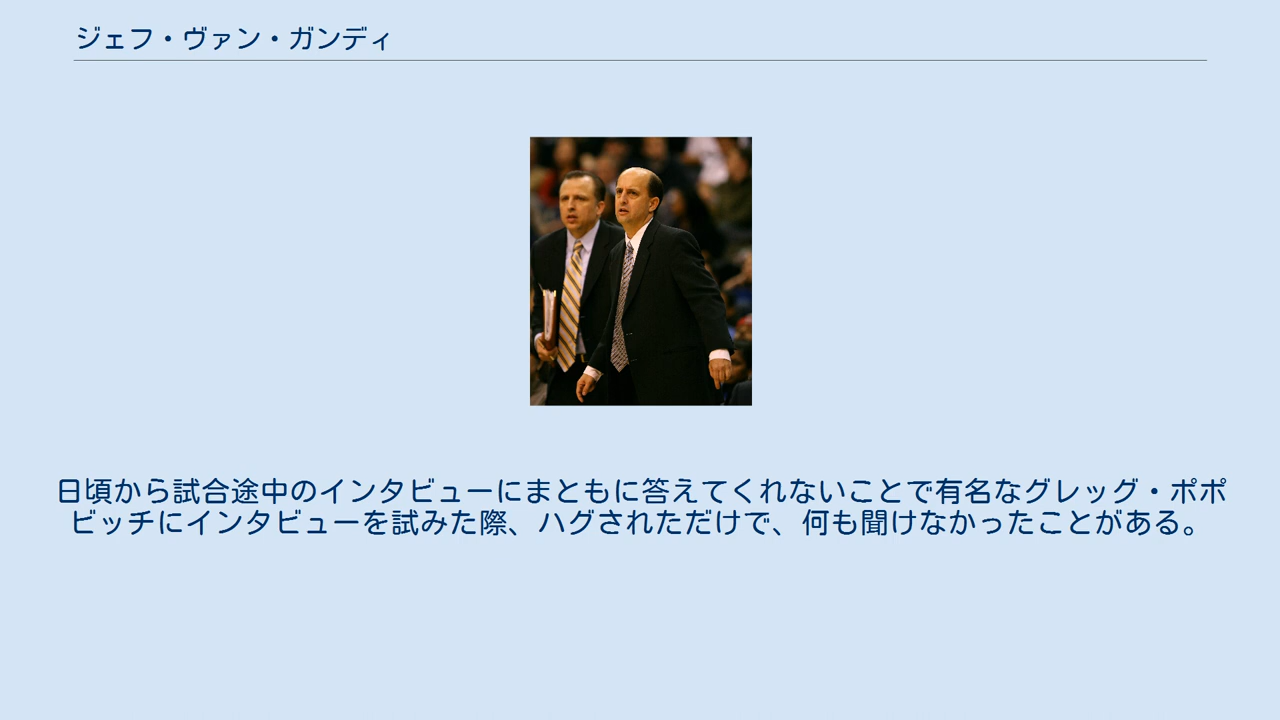 ジェフ・ヴァン・ガンディ
日頃から試合途中のインタビューにまともに答えてくれないことで有名なグレッグ・ポポ
ビッチにインタビューを試みた際、ハグされただけで、何も聞けなかったことがある。